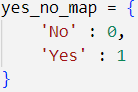 yes_no_map = {
    'No' : 0,
    'Yes' : 1
}